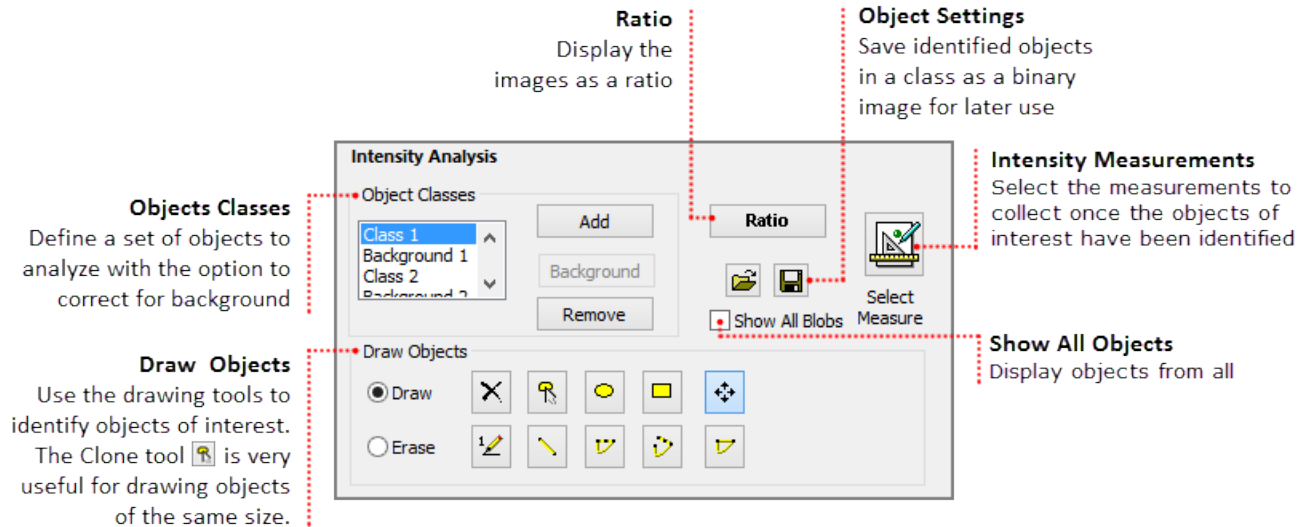 Ratio
Display the
images as a ratio
Object Settings
Save identified objects
in a class as a binary
image for later use
Objects Classes
Define a set of objects to
analyze with the option to
correct for background
Draw Objects
Use the drawing tools to
identify objects of interest.
The Clone tool is very
useful for drawing objects
of the same size.
Intensity Analysis
Object Classes
Class 1
Background 1
Class 2
Background 2
Add
Background
Remove
Ratio
Show All Blobs
Select
Measure
Draw Objects
Draw
Erase
1
Intensity Measurements
Select the measurements to
collect once the objects of
interest have been identified
Show All Objects
Display objects from all